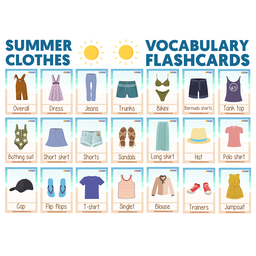 SUMMER
CLOTHES
VOCABULARY
FLASHCARDS
Overall
Dress
Jeans
Trunks
Bikini
Bermuda shorts
Tank top
Bathing suit
Short skirt
Shorts
Sandals
Long skirt
Hat
Polo shirt
Cap
Flip flops
T-shirt
Singlet
Blouse
Trainers
Jumpsuit